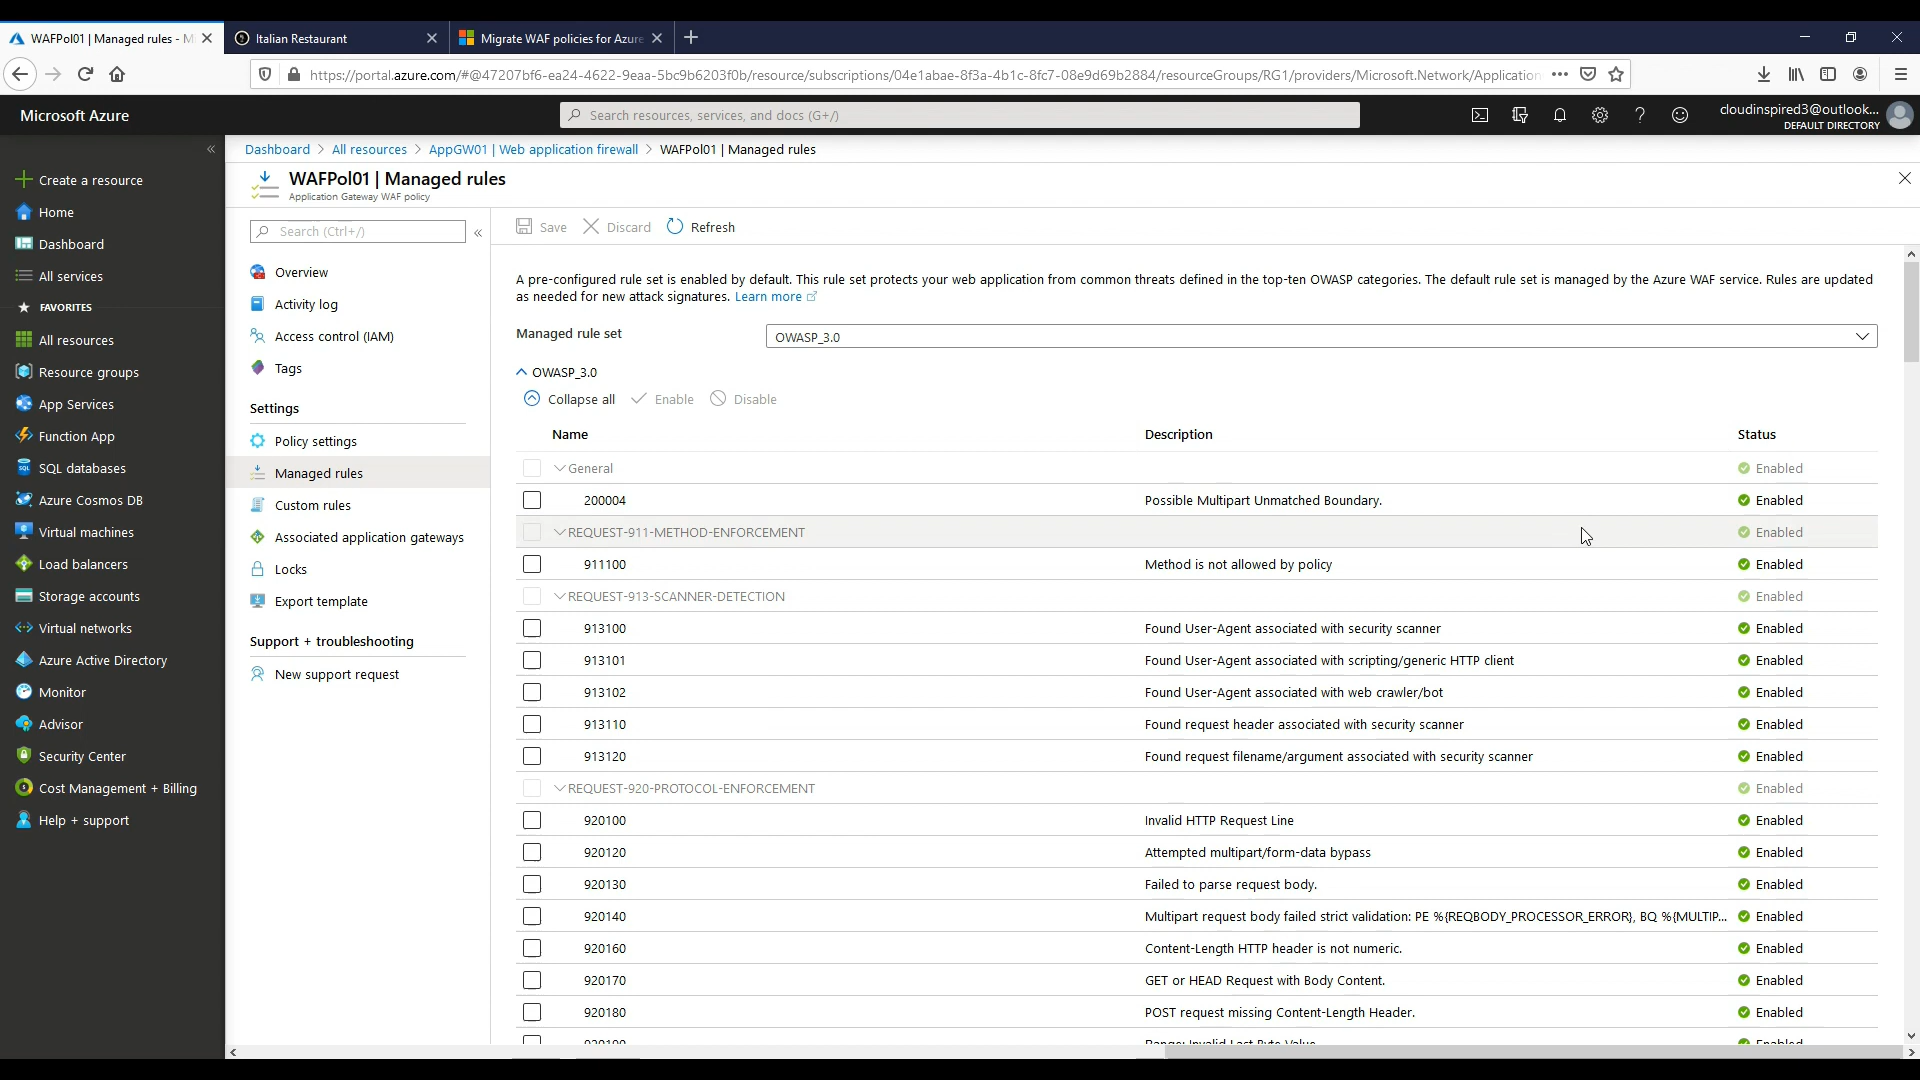 WAFPol01 | Managed rules - M
Italian Restaurant
Migrate WAF policies for Azure
https://portal.azure.com/#@47207bf6-ea24-4622-9eaa-5bc9b6203f0b/resource/subscriptions/04e1abae-8f3a-4b1c-8fc7-08e9d69b2884/resourceGroups/RG1/providers/Microsoft.Network/Application
Microsoft Azure
Search resources, services, and docs (G+/)
cloudinspired3@outlook...
DEFAULT DIRECTORY
Dashboard > All resources > AppGW01 | Web application firewall > WAFPol01 | Managed rules
Create a resource
Home
Dashboard
All services
FAVORITES
All resources
Resource groups
App Services
Function App
SQL databases
Azure Cosmos DB
Virtual machines
Load balancers
Storage accounts
Virtual networks
Azure Active Directory
Monitor
Advisor
Security Center
Cost Management + Billing
Help + support
WAFPol01 | Managed rules
Application Gateway WAF policy
Search (Ctrl+/)
Overview
Activity log
Access control (IAM)
Tags
Settings
Policy settings
Managed rules
Custom rules
Associated application gateways
Locks
Export template
Support + troubleshooting
New support request
Save Discard Refresh
A pre-configured rule set is enabled by default. This rule set protects your web application from common threats defined in the top-ten OWASP categories. The default rule set is managed by the Azure WAF service. Rules are updated
as needed for new attack signatures. Learn more
Managed rule set OWASP_3.0
OWASP_3.0
Collapse all Enable Disable
Name Description Status
General Enabled
200004 Possible Multipart Unmatched Boundary. Enabled
REQUEST-911-METHOD-ENFORCEMENT Enabled
911100 Method is not allowed by policy Enabled
REQUEST-913-SCANNER-DETECTION Enabled
913100 Found User-Agent associated with security scanner Enabled
913101 Found User-Agent associated with scripting/generic HTTP client Enabled
913102 Found User-Agent associated with web crawler/bot Enabled
913110 Found request header associated with security scanner Enabled
913120 Found request filename/argument associated with security scanner Enabled
REQUEST-920-PROTOCOL-ENFORCEMENT Enabled
920100 Invalid HTTP Request Line Enabled
920120 Attempted multipart/form-data bypass Enabled
920130 Failed to parse request body. Enabled
920140 Multipart request body failed strict validation: PE %{REQBODY_PROCESSOR_ERROR}, BQ %{MULTIP... Enabled
920160 Content-Length HTTP header is not numeric. Enabled
920170 GET or HEAD Request with Body Content. Enabled
920180 POST request missing Content-Length Header. Enabled
920190 Range: Invalid Last Byte Value. Enabled